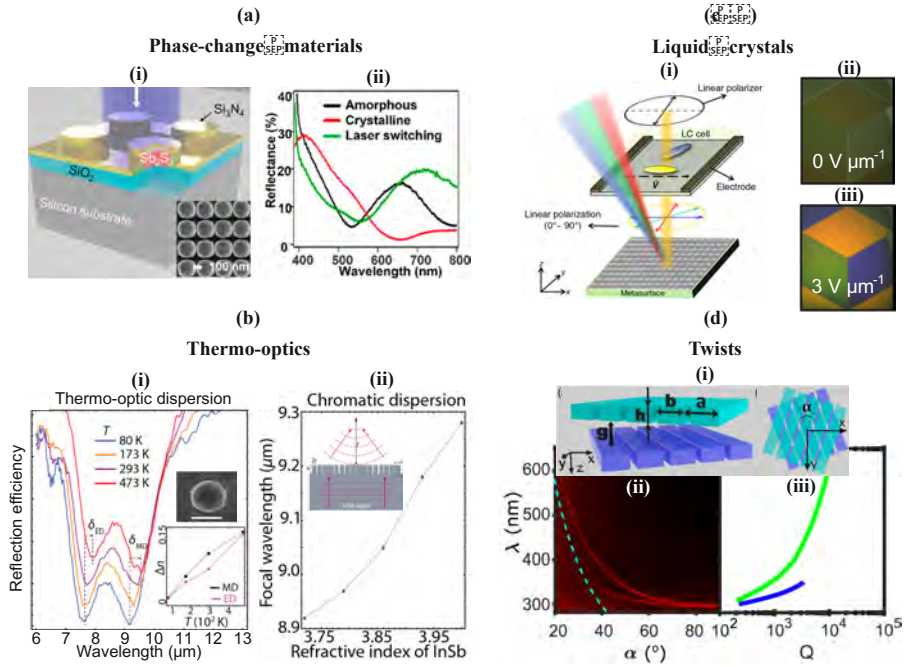 (a)
Phase-change materials
(i)
Si₃N₄
Sb₂S₃
SiO₂
Silicon substrate
100 nm
(ii)
Reflectance (%)
40
30
20
10
0
Amorphous
Crystalline
Laser switching
400 500 600 700 800
Wavelength (nm)
(c)
Liquid crystals
(i)
Linear polarizer
LC cell
V
Electrode
Linear polarization
(0°~ 90°)
z
y
x
Metasurface
(ii)
0 V µm⁻¹
(iii)
3 V µm⁻¹
(b)
Thermo-optics
(i)
Thermo-optic dispersion
Reflection efficiency
T
80 K
173 K
293 K
473 K
δED
δMD
0.15
Δn
0
MD
ED
2
4
T (10² K)
6 7 8 9 10 11 12 13
Wavelength (µm)
(ii)
Chromatic dispersion
Focal wavelength (µm)
9.3
9.2
9.1
9.0
8.9
3.75 3.85 3.95
Refractive index of InSb
(d)
Twists
(i)
b
a
h
g
y
x
z
α
x
y
(ii)
λ (nm)
600
500
400
300
20 40 60 80
α (°)
(iii)
10² 10³ 10⁴ 10⁵
Q